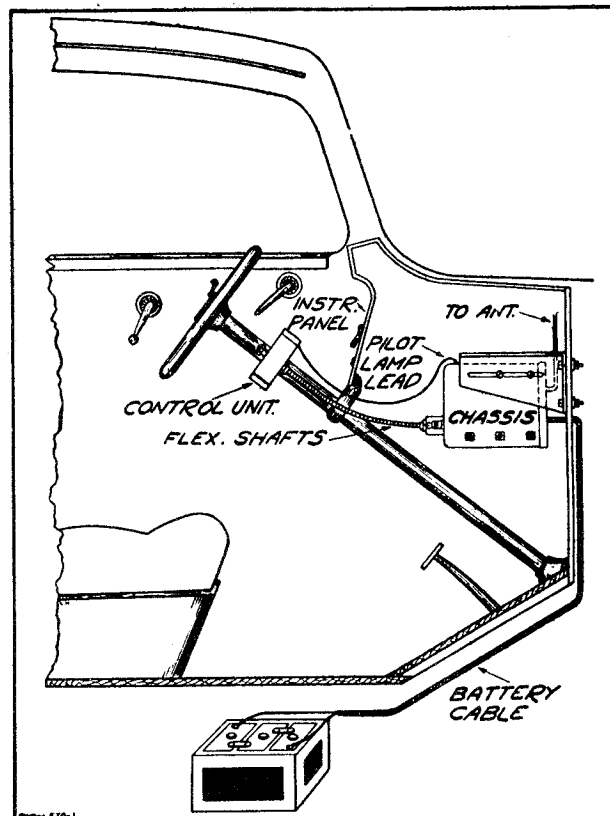 INSTR.
PANEL
TO ANT.
PILOT
LAMP
LEAD
CONTROL UNIT.
CHASSIS
FLEX. SHAFTS
BATTERY
CABLE